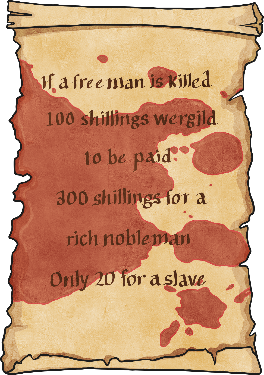 If a free man is killed
100 shillings wergild
to be paid
300 shillings for a
rich nobleman
Only 20 for a slave